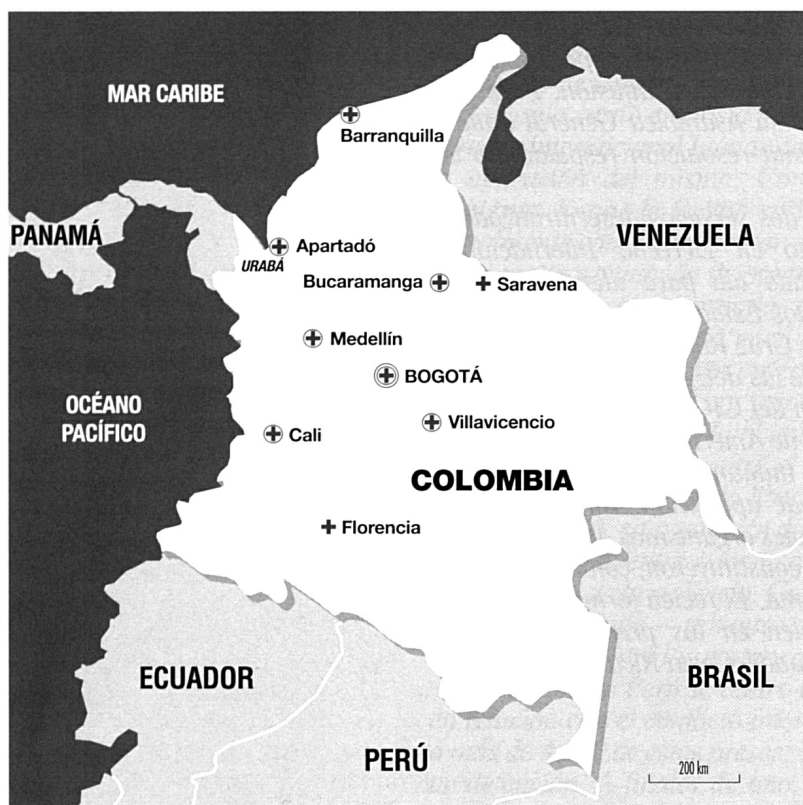 MAR CARIBE
Barranquilla
PANAMÁ
Apartadó
URABÁ
VENEZUELA
Bucaramanga
Saravena
Medellín
BOGOTÁ
OCÉANO
PACÍFICO
Cali
Villavicencio
COLOMBIA
Florencia
ECUADOR
BRASIL
PERÚ
200 km